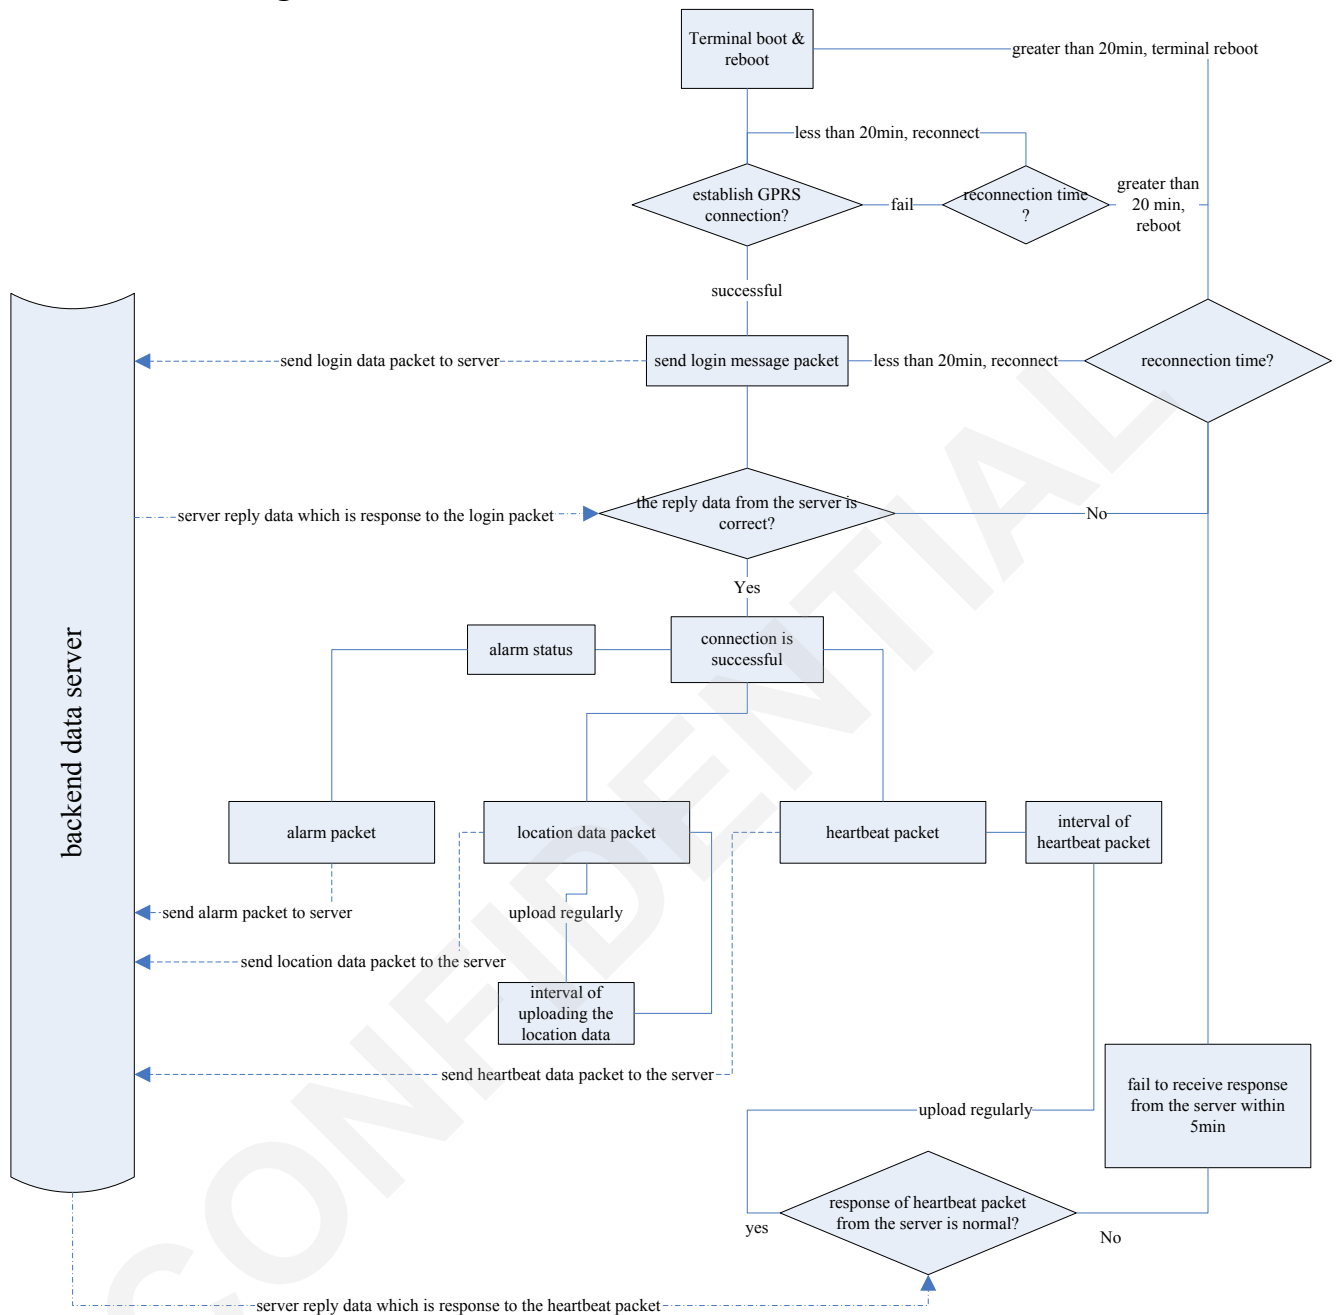 Terminal boot &
reboot
greater than 20min, terminal reboot
less than 20min, reconnect
establish GPRS
connection?
fail
reconnection time
?
greater than
20 min,
reboot
successful
send login data packet to server
send login message packet
less than 20min, reconnect
reconnection time?
server reply data which is response to the login packet
the reply data from the server is
correct?
No
Yes
alarm status
connection is
successful
backend data server
alarm packet
location data packet
heartbeat packet
interval of
heartbeat packet
send alarm packet to server
upload regularly
send location data packet to the server
interval of
uploading the
location data
send heartbeat data packet to the server
fail to receive response
from the server within
5min
upload regularly
response of heartbeat packet
from the server is normal?
yes
No
server reply data which is response to the heartbeat packet
CONFIDENTIAL